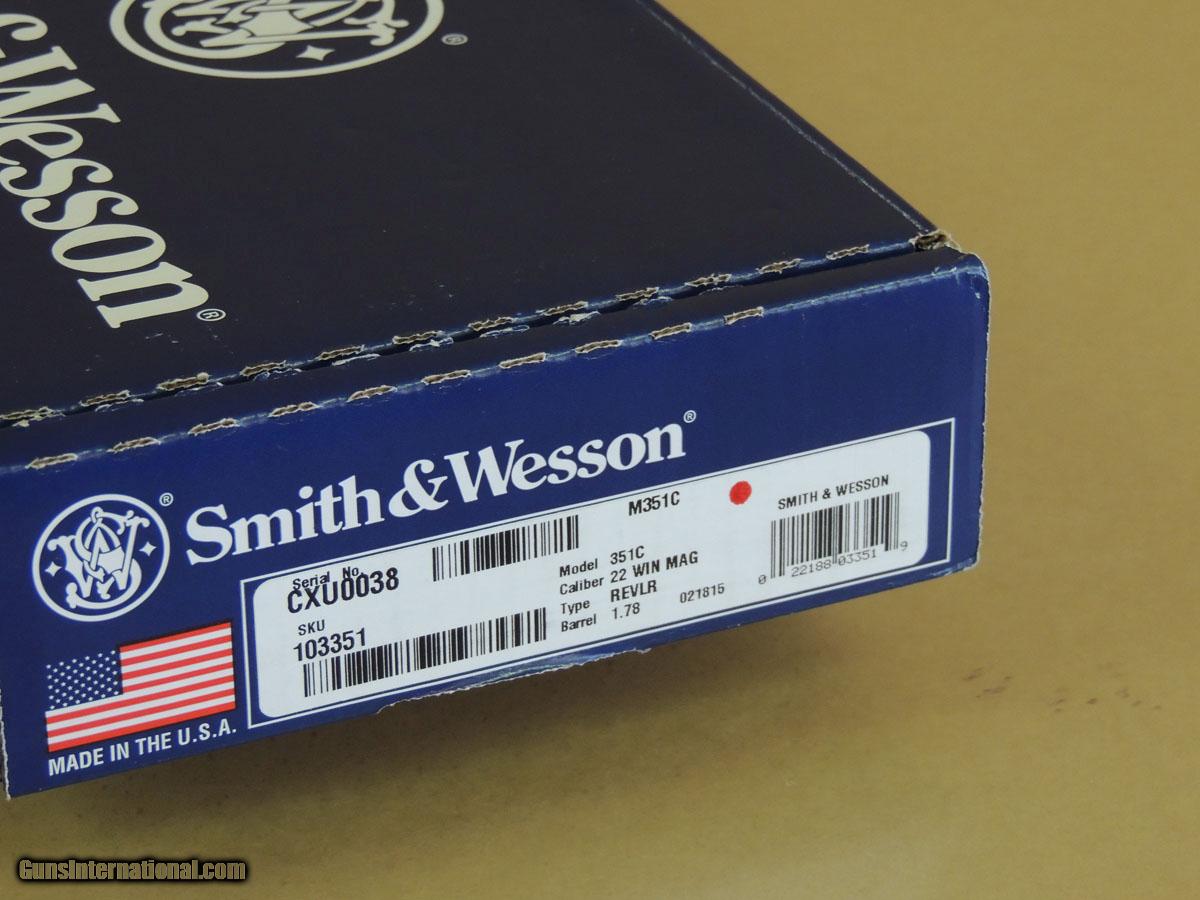 Wesson®
®
Smith & Wesson®
®
M351C
SMITH & WESSON
Serial No.
CXU0038
Model 351C
Caliber 22 WIN MAG
Type REVLR
Barrel 1.78
021815
0 22188 03351 9
SKU
103351
MADE IN THE U.S.A.
GunsInternational.com